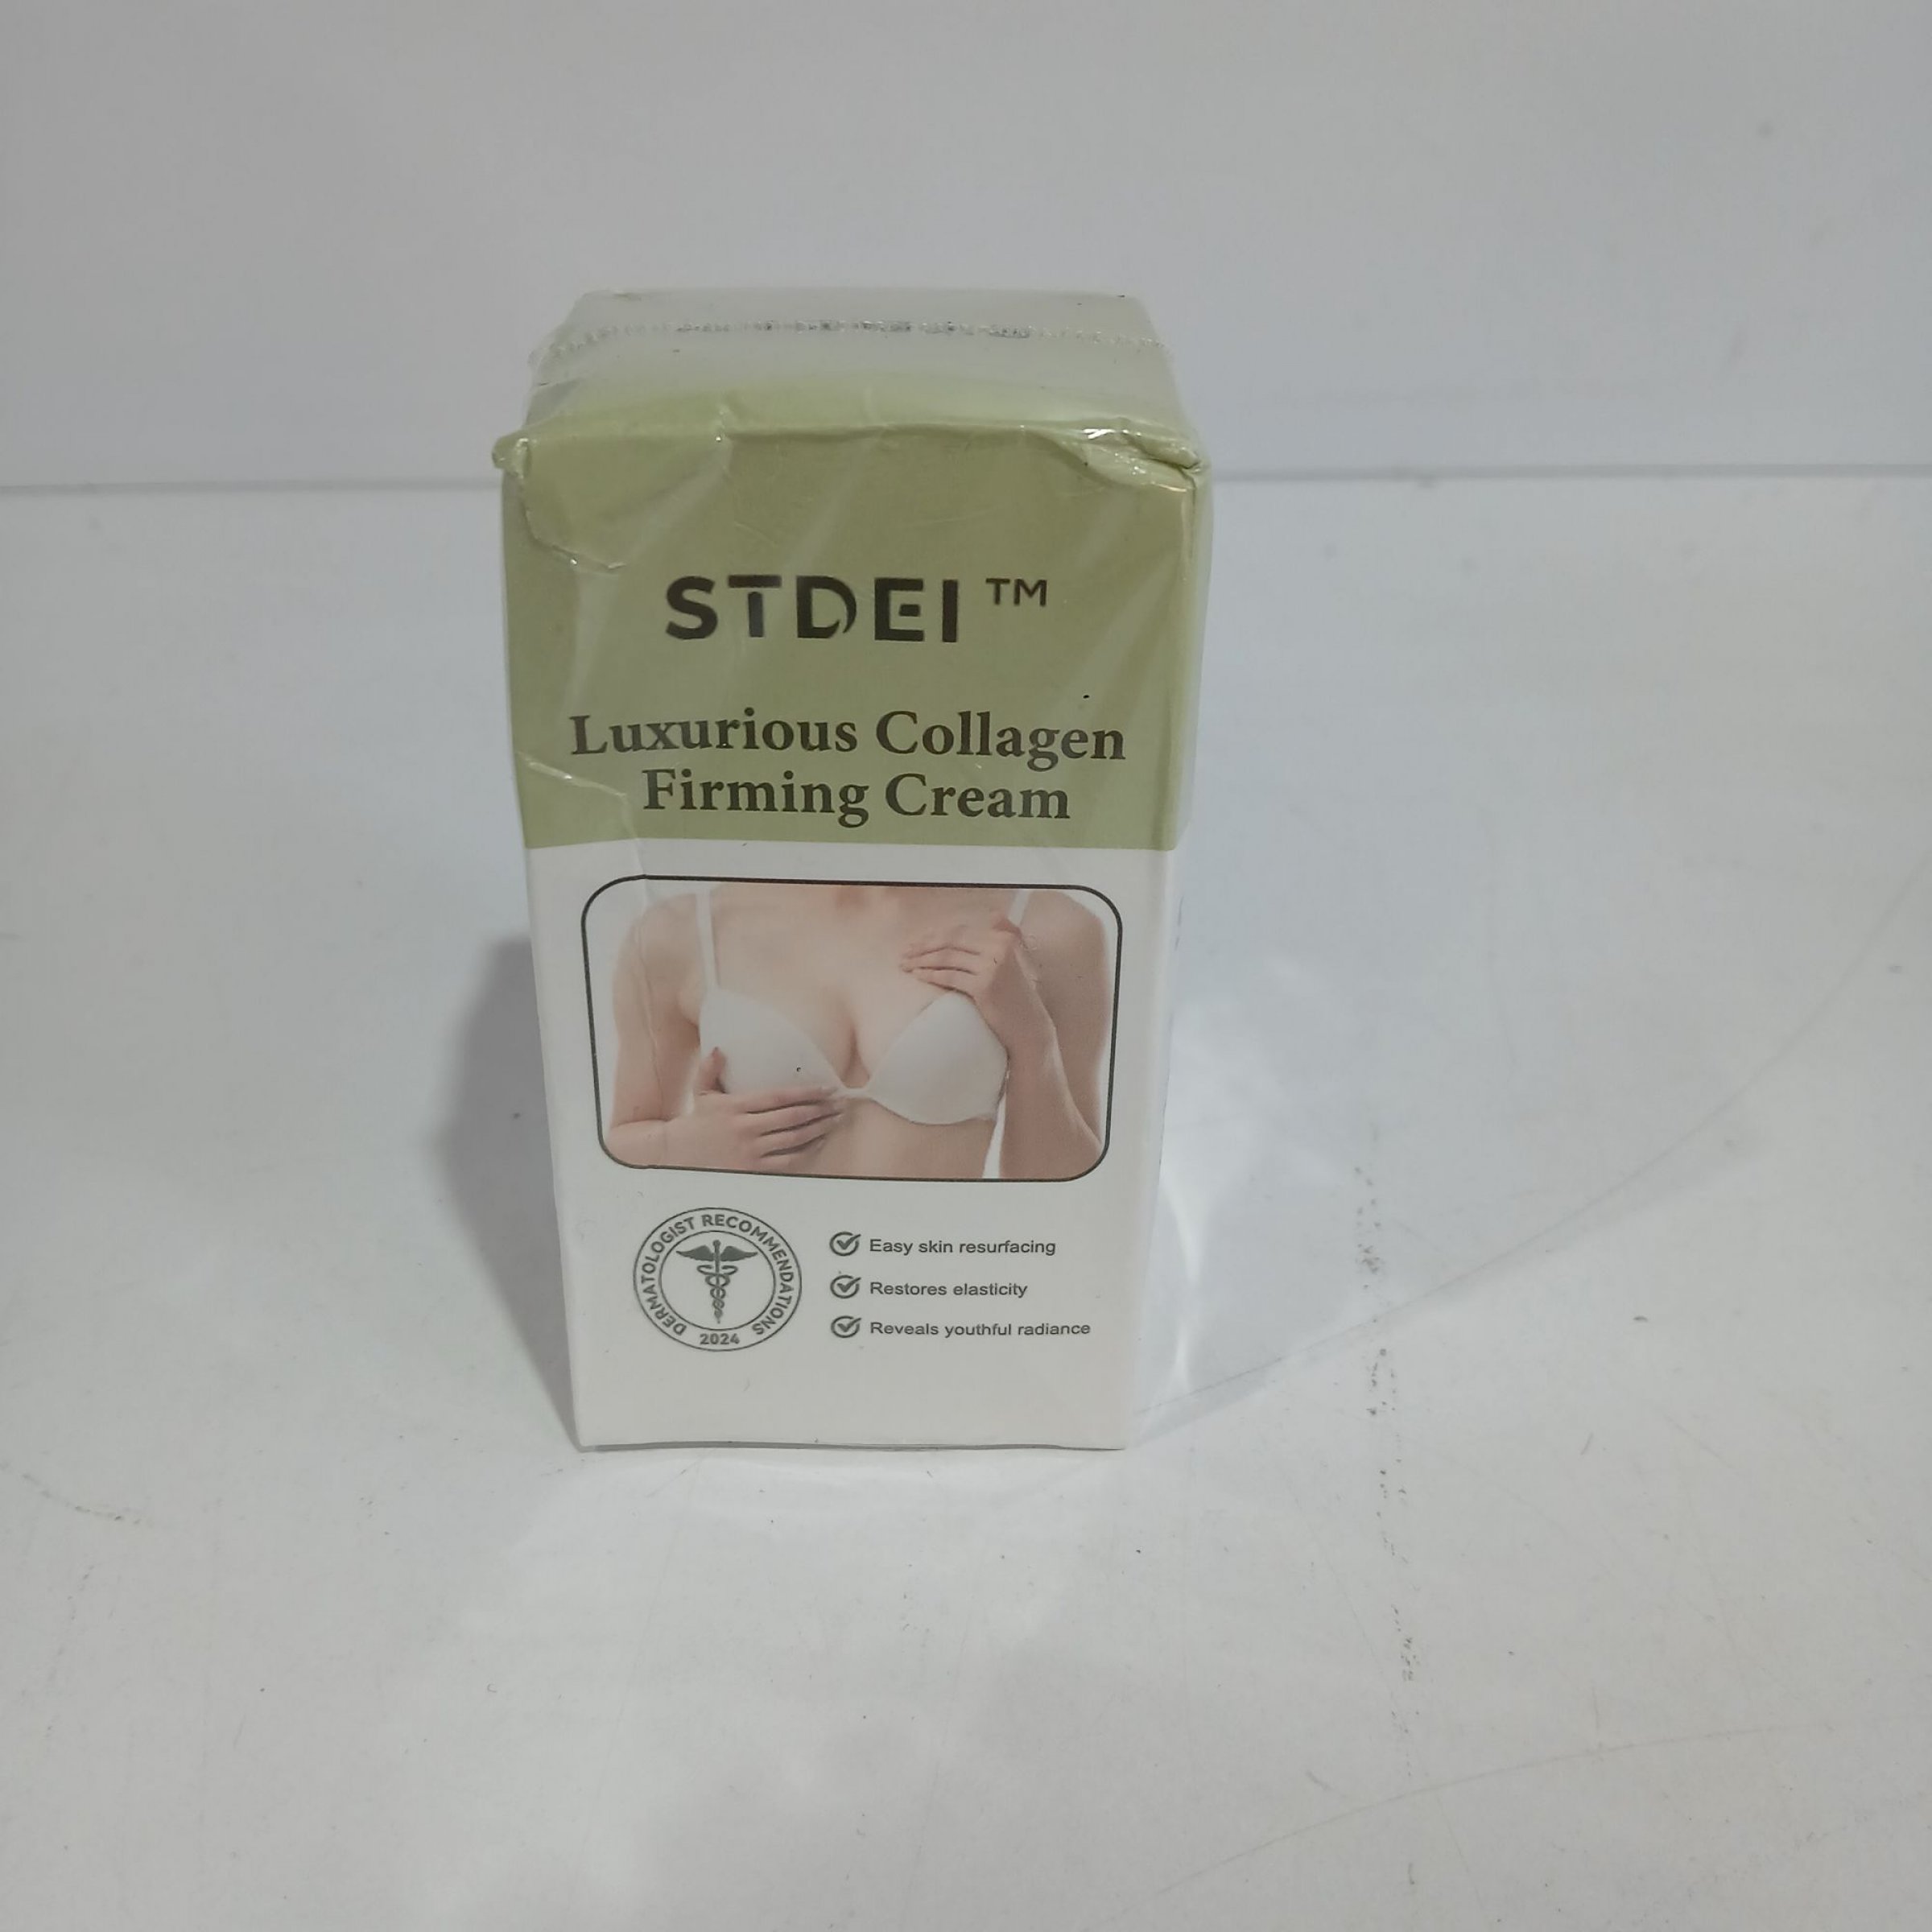 STDEI™
Luxurious Collagen
Firming Cream
DERMATOLOGIST RECOMMENDATIONS
2024
Easy skin resurfacing
Restores elasticity
Reveals youthful radiance